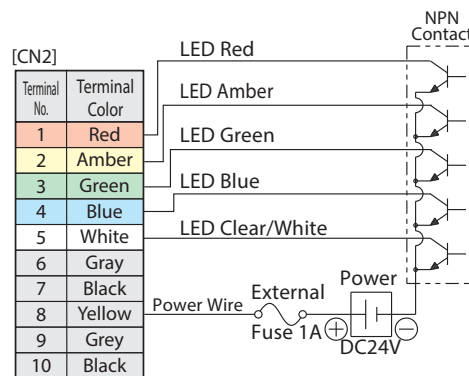 NPN
Contact
[CN2]
LED Red
Terminal No. Terminal Color
LED Amber
1 Red
2 Amber
LED Green
3 Green
LED Blue
4 Blue
LED Clear/White
5 White
6 Gray
7 Black
Power Wire
External
Fuse 1A
Power
8 Yellow
+ −
DC24V
9 Grey
10 Black